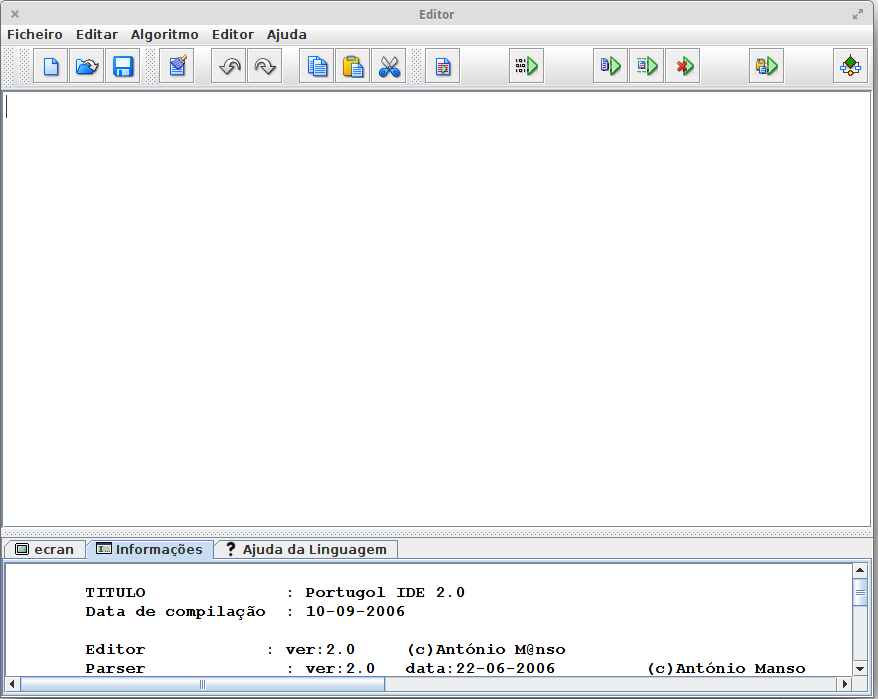 Editor
Ficheiro Editar Algoritmo Editor Ajuda
ecran Informações ? Ajuda da Linguagem
TITULO : Portugol IDE 2.0
Data de compilação : 10-09-2006
Editor : ver:2.0 (c)António M@nso
Parser : ver:2.0 data:22-06-2006 (c)António Manso